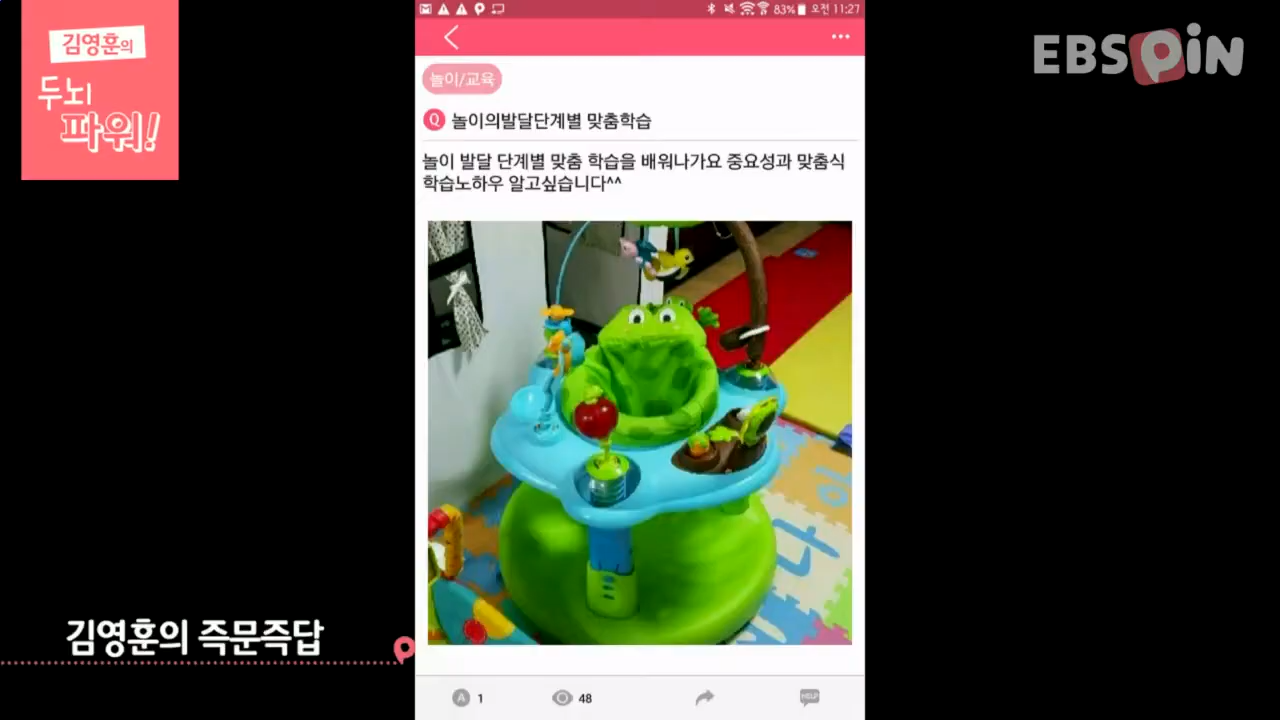 김영훈의
두뇌
파워!
EBS PiN
83% 오전 11:27
놀이/교육
Q 놀이의발달단계별 맞춤학습
놀이 발달 단계별 맞춤 학습을 배워나가요 중요성과 맞춤식
학습노하우 알고싶습니다^^
김영훈의 즉문즉답
A 1
48
HELP